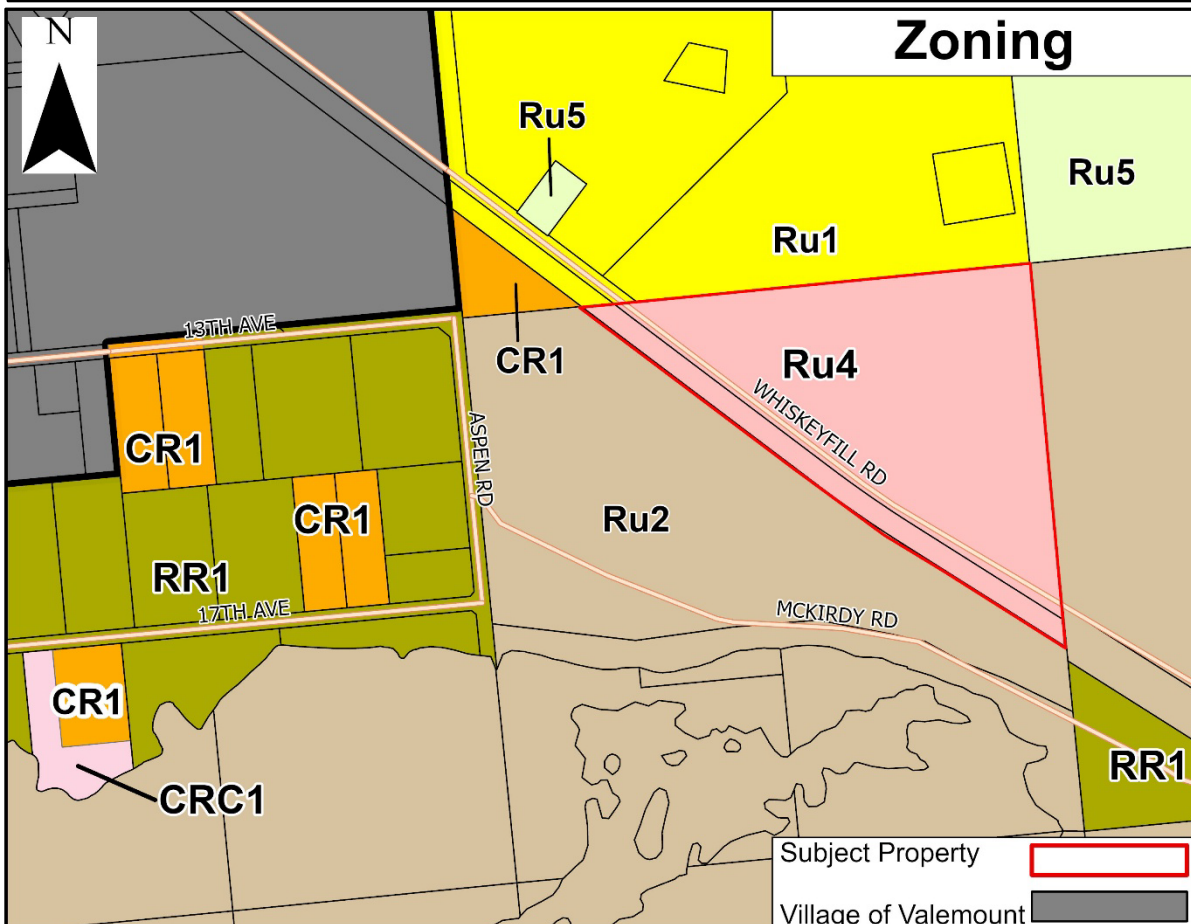 N
Zoning
Ru5
Ru5
Ru1
13TH AVE
CR1
Ru4
WHISKEYFILL RD
ASPEN RD
CR1
CR1
Ru2
RR1
17TH AVE
MCKIRDY RD
CR1
RR1
CRC1
Subject Property
Village of Valemount